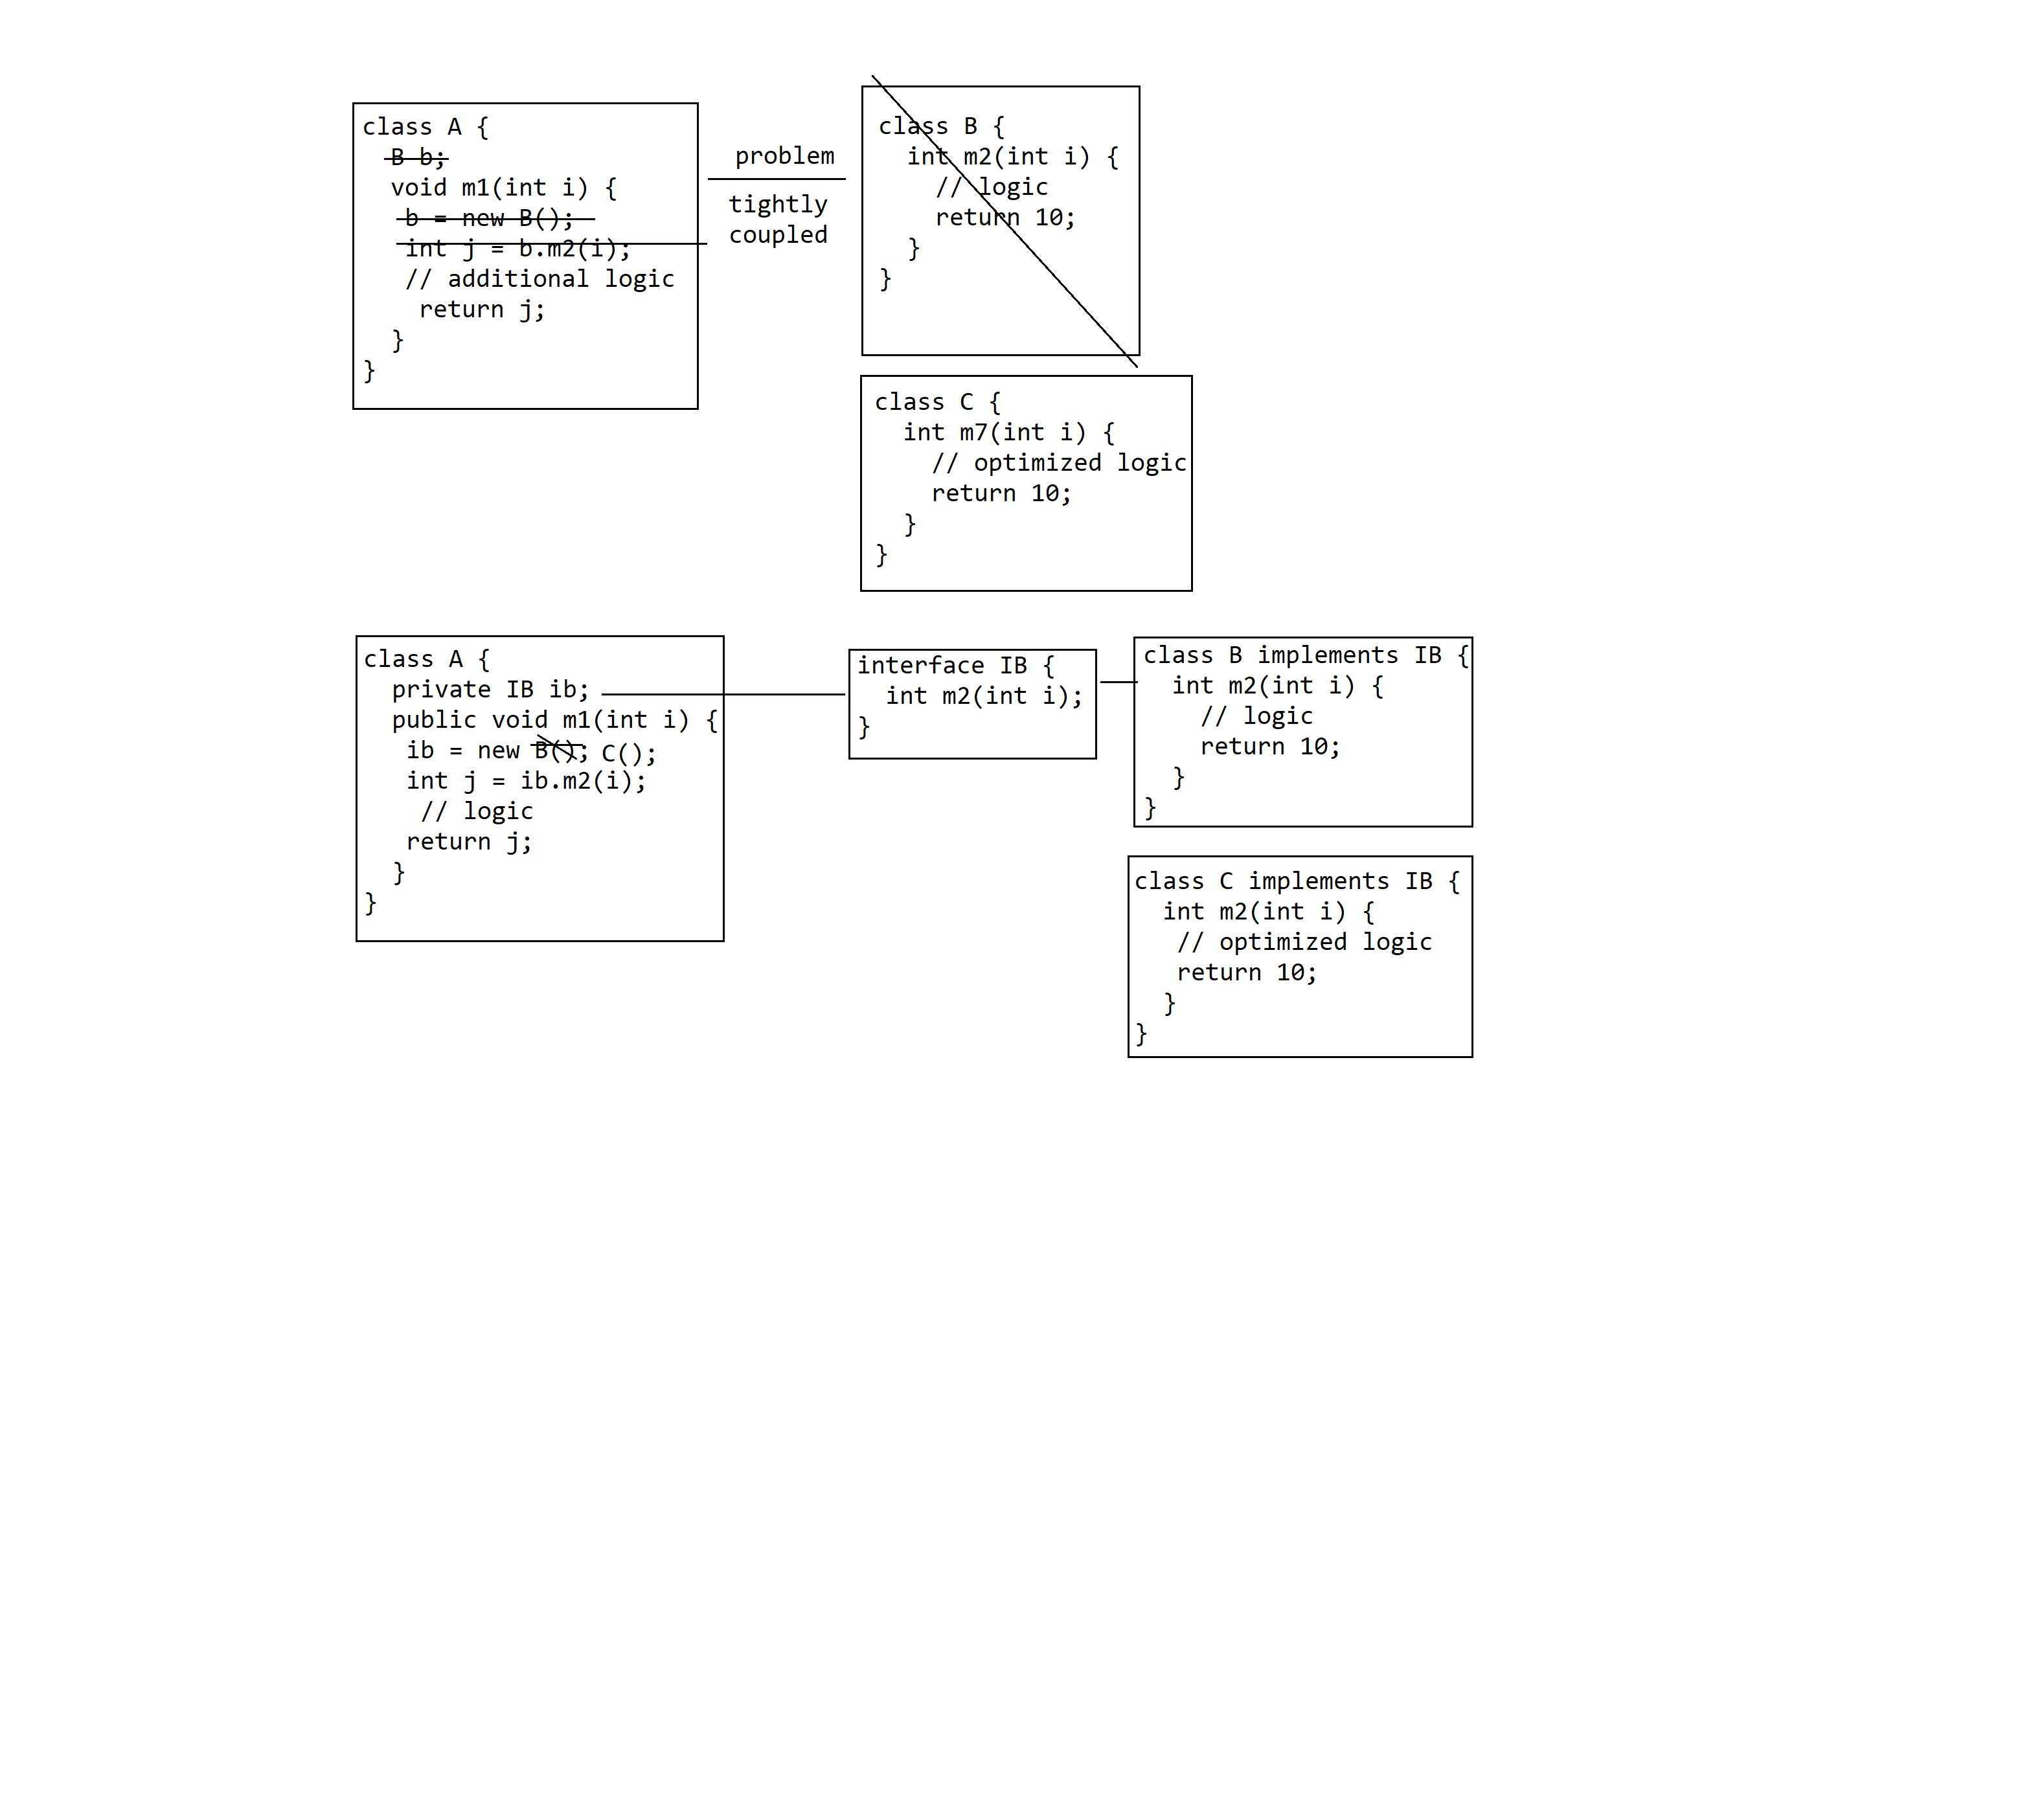 class A {
B b;
void m1(int i) {
b = new B();
int j = b.m2(i);
// additional logic
return j;
}
}
problem
tightly
coupled
class B {
int m2(int i) {
// logic
return 10;
}
}
class C {
int m7(int i) {
// optimized logic
return 10;
}
}
class A {
private IB ib;
public void m1(int i) {
ib = new B(); C();
int j = ib.m2(i);
// logic
return j;
}
}
interface IB {
int m2(int i);
}
class B implements IB {
int m2(int i) {
// logic
return 10;
}
}
class C implements IB {
int m2(int i) {
// optimized logic
return 10;
}
}